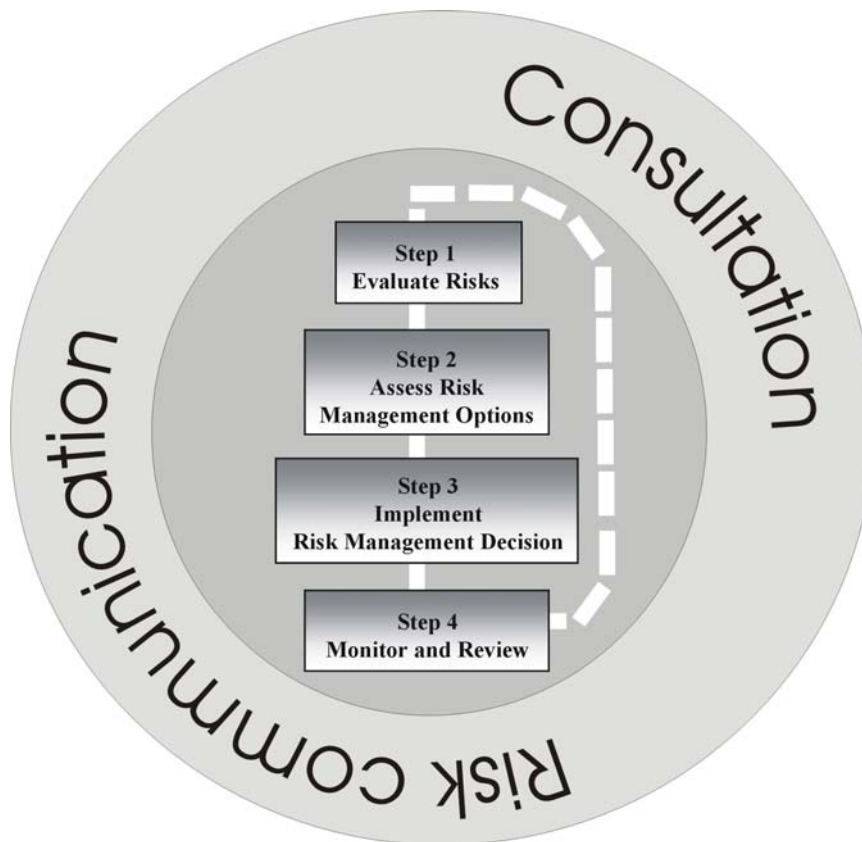 Consultation
Step 1
Evaluate Risks
Step 2
Assess Risk
Management Options
Step 3
Implement
Risk Management Decision
Step 4
Monitor and Review
Risk communication